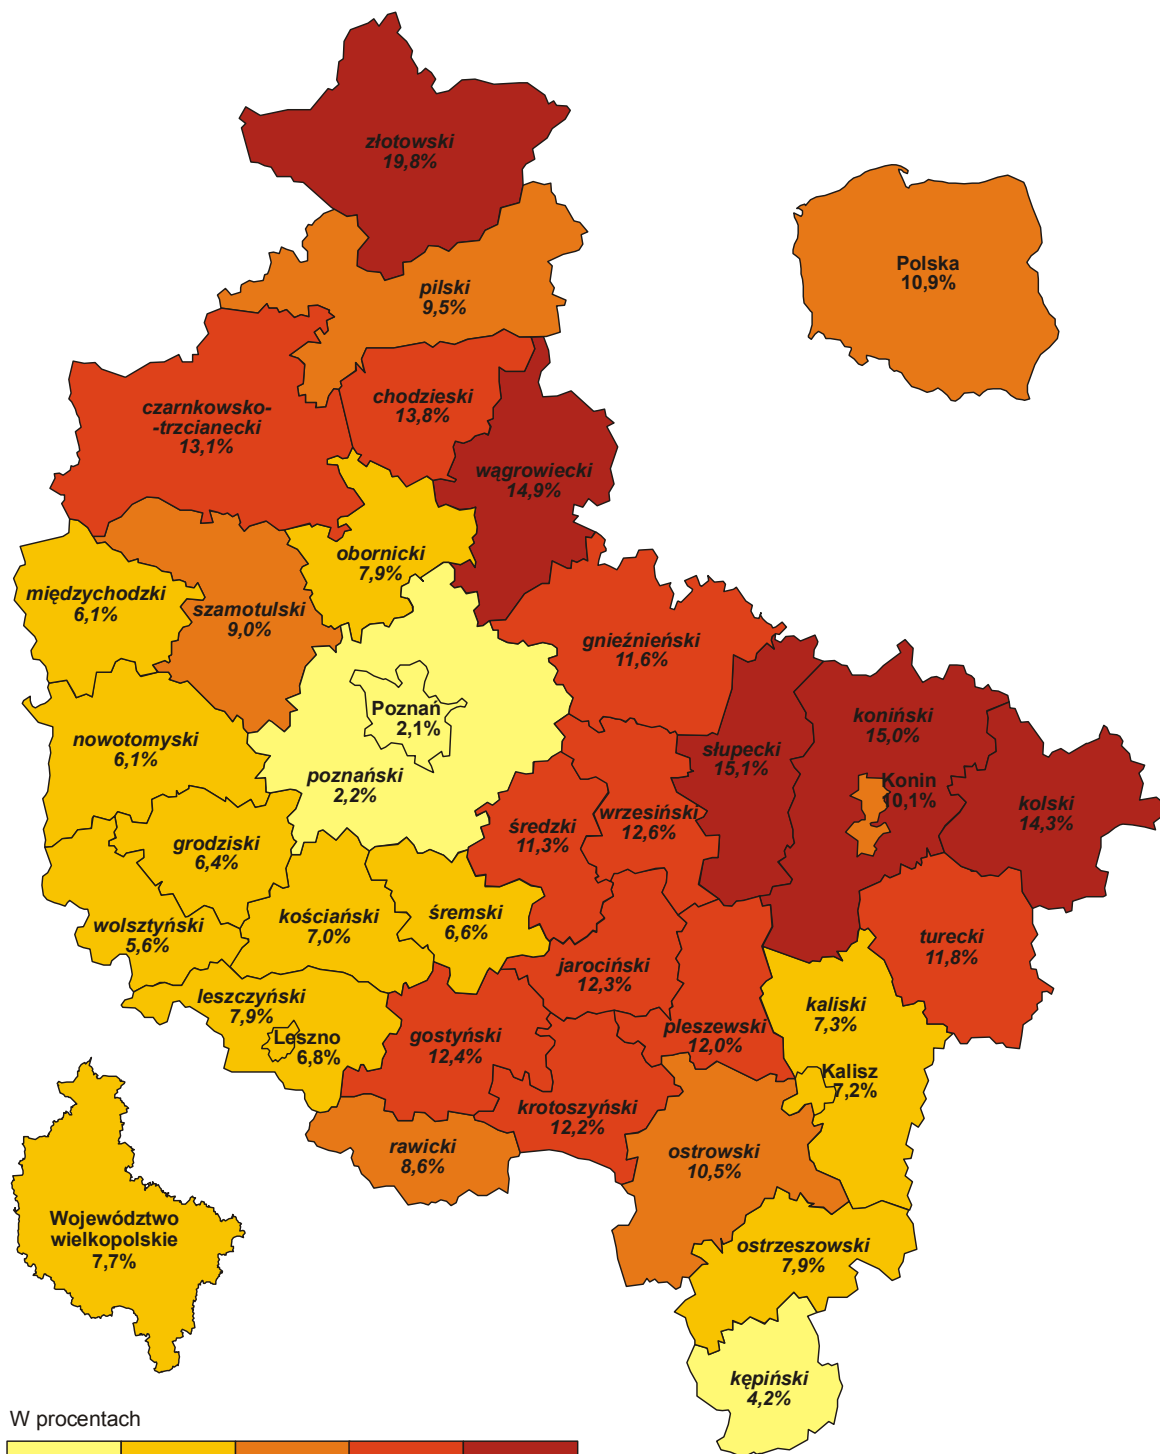 złotowski
19,8%
Polska
10,9%
pilski
9,5%
chodzieski
13,8%
czarnkowsko-
-trzcianecki
13,1%
wągrowiecki
14,9%
obornicki
7,9%
międzychodzki
6,1%
szamotulski
9,0%
gnieźnieński
11,6%
Poznań
2,1%
koniński
15,0%
nowotomyski
6,1%
słupecki
15,1%
poznański
2,2%
Konin
10,1%
kolski
14,3%
wrzesiński
12,6%
średzki
11,3%
grodziski
6,4%
kościański
7,0%
śremski
6,6%
wolsztyński
5,6%
turecki
11,8%
jarociński
12,3%
leszczyński
7,9%
kaliski
7,3%
Leszno
6,8%
gostyński
12,4%
pleszewski
12,0%
Kalisz
7,2%
krotoszyński
12,2%
rawicki
8,6%
ostrowski
10,5%
Województwo
wielkopolskie
7,7%
ostrzeszowski
7,9%
kępiński
4,2%
W procentach